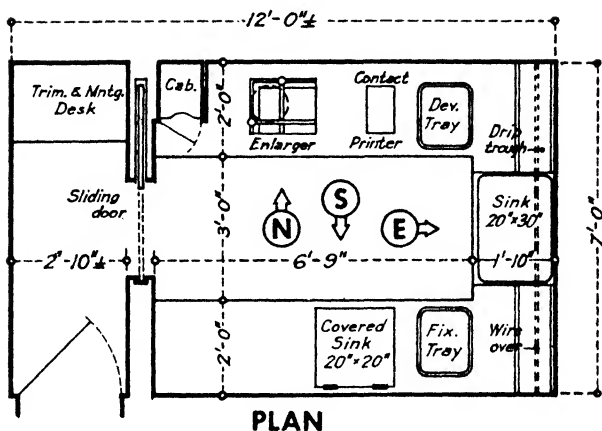 12'-0"±
Trim. & Mntg.
Desk
Cab.
2'-0"
Enlarger
Contact
Printer
Dev.
Tray
Drip
trough
Sliding
door
3'-0"
N
S
E
Sink
20"×30"
7'-0"
2"-10"±
6'-9"
1'-10"
2'-0"
Covered
Sink
20"×20"
Fix.
Tray
Wire
over
PLAN